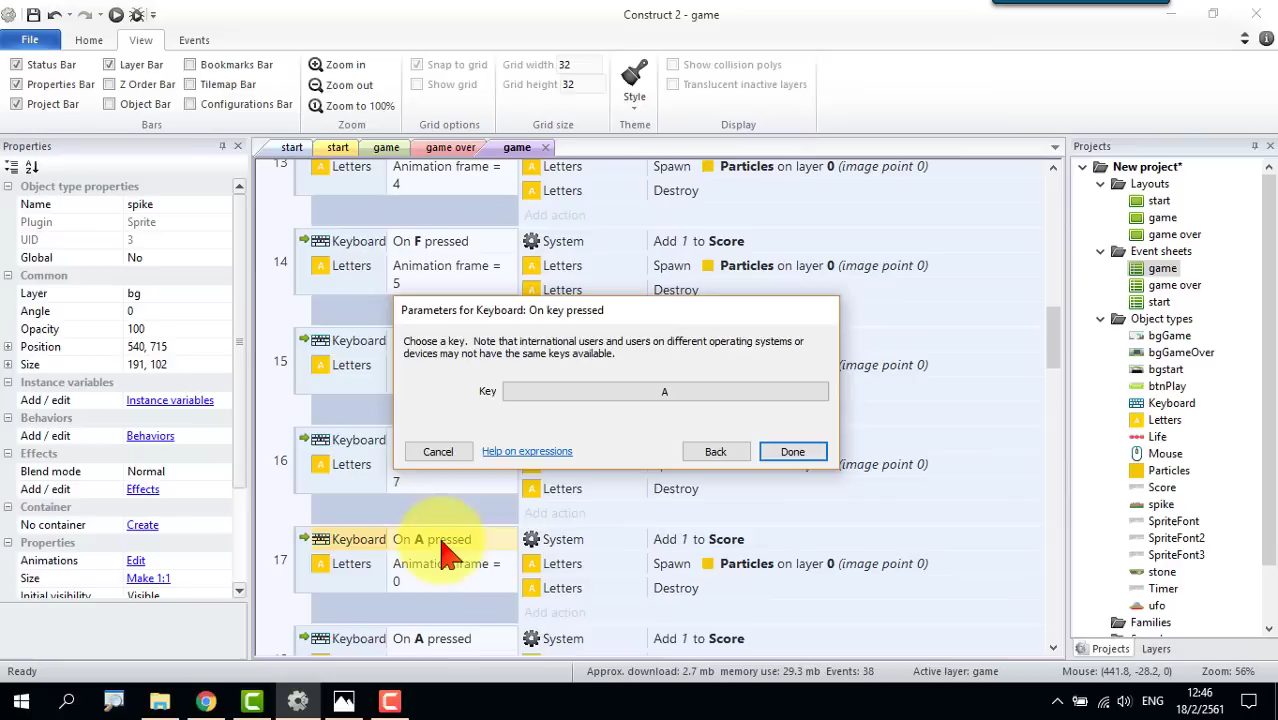 Construct 2 - game
File
Home
View
Events
Status Bar
Layer Bar
Bookmarks Bar
Properties Bar
Z Order Bar
Tilemap Bar
Project Bar
Object Bar
Configurations Bar
Bars
Zoom in
Zoom out
Zoom to 100%
Zoom
Snap to grid
Show grid
Grid options
Grid width 32
Grid height 32
Grid size
Style
Theme
Show collision polys
Translucent inactive layers
Display
Properties
Object type properties
Name spike
Plugin Sprite
UID 3
Global No
Common
Layer bg
Angle 0
Opacity 100
Position 540, 715
Size 191, 102
Instance variables
Add / edit Instance variables
Behaviors
Add / edit Behaviors
Effects
Blend mode Normal
Add / edit Effects
Container
No container Create
Properties
Animations Edit
Size Make 1:1
Initial visibility Visible
start
start
game
game over
game
13
Letters Animation frame = 4
Letters Spawn Particles on layer 0 (image point 0)
Letters Destroy
Add action
14
Keyboard On F pressed
Letters Animation frame = 5
System Add 1 to Score
Letters Spawn Particles on layer 0 (image point 0)
Letters Destroy
15
Keyboard
Letters
(image point 0)
16
Keyboard
Letters
7
(image point 0)
Letters Destroy
Add action
17
Keyboard On A pressed
Letters Animation frame = 0
System Add 1 to Score
Letters Spawn Particles on layer 0 (image point 0)
Letters Destroy
Add action
Keyboard On A pressed
System Add 1 to Score
Parameters for Keyboard: On key pressed
Choose a key. Note that international users and users on different operating systems or
devices may not have the same keys available.
Key A
Cancel
Help on expressions
Back
Done
Projects
New project*
Layouts
start
game
game over
Event sheets
game
game over
start
Object types
bgGame
bgGameOver
bgstart
btnPlay
Keyboard
Letters
Life
Mouse
Particles
Score
spike
SpriteFont
SpriteFont2
SpriteFont3
stone
Timer
ufo
Families
Projects
Layers
Ready
Approx. download: 2.7 mb memory use: 29.3 mb Events: 38
Active layer: game
Mouse: (441.8, -28.2, 0)
Zoom: 56%
ENG
12:46
18/2/2561